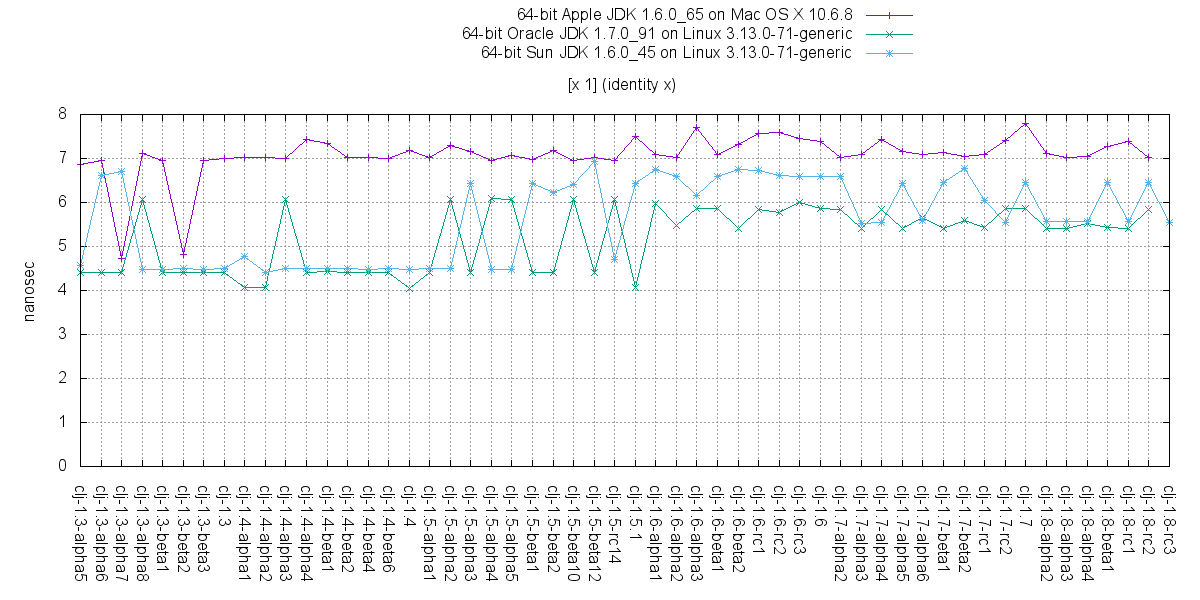 64-bit Apple JDK 1.6.0_65 on Mac OS X 10.6.8
64-bit Oracle JDK 1.7.0_91 on Linux 3.13.0-71-generic
64-bit Sun JDK 1.6.0_45 on Linux 3.13.0-71-generic
[x 1] (identity x)
nanosec
8
7
6
5
4
3
2
1
0
clj-1.3-alpha5
clj-1.3-alpha6
clj-1.3-alpha7
clj-1.3-alpha8
clj-1.3-beta1
clj-1.3-beta2
clj-1.3-beta3
clj-1.3
clj-1.4-alpha1
clj-1.4-alpha2
clj-1.4-alpha3
clj-1.4-alpha4
clj-1.4-beta1
clj-1.4-beta2
clj-1.4-beta4
clj-1.4-beta6
clj-1.4
clj-1.5-alpha1
clj-1.5-alpha2
clj-1.5-alpha3
clj-1.5-alpha4
clj-1.5-alpha5
clj-1.5-beta1
clj-1.5-beta2
clj-1.5-beta10
clj-1.5-beta12
clj-1.5-rc14
clj-1.5.1
clj-1.6-alpha1
clj-1.6-alpha2
clj-1.6-alpha3
clj-1.6-beta1
clj-1.6-beta2
clj-1.6-rc1
clj-1.6-rc2
clj-1.6-rc3
clj-1.6
clj-1.7-alpha2
clj-1.7-alpha3
clj-1.7-alpha4
clj-1.7-alpha5
clj-1.7-alpha6
clj-1.7-beta1
clj-1.7-beta2
clj-1.7-rc1
clj-1.7-rc2
clj-1.7
clj-1.8-alpha2
clj-1.8-alpha3
clj-1.8-alpha4
clj-1.8-beta1
clj-1.8-rc1
clj-1.8-rc2
clj-1.8-rc3